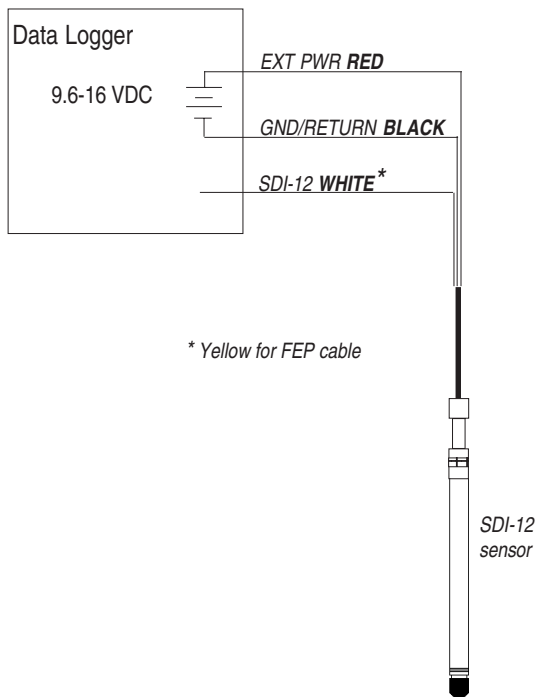 Data Logger
9.6-16 VDC
EXT PWR RED
GND/RETURN BLACK
SDI-12 WHITE*
* Yellow for FEP cable
SDI-12
sensor